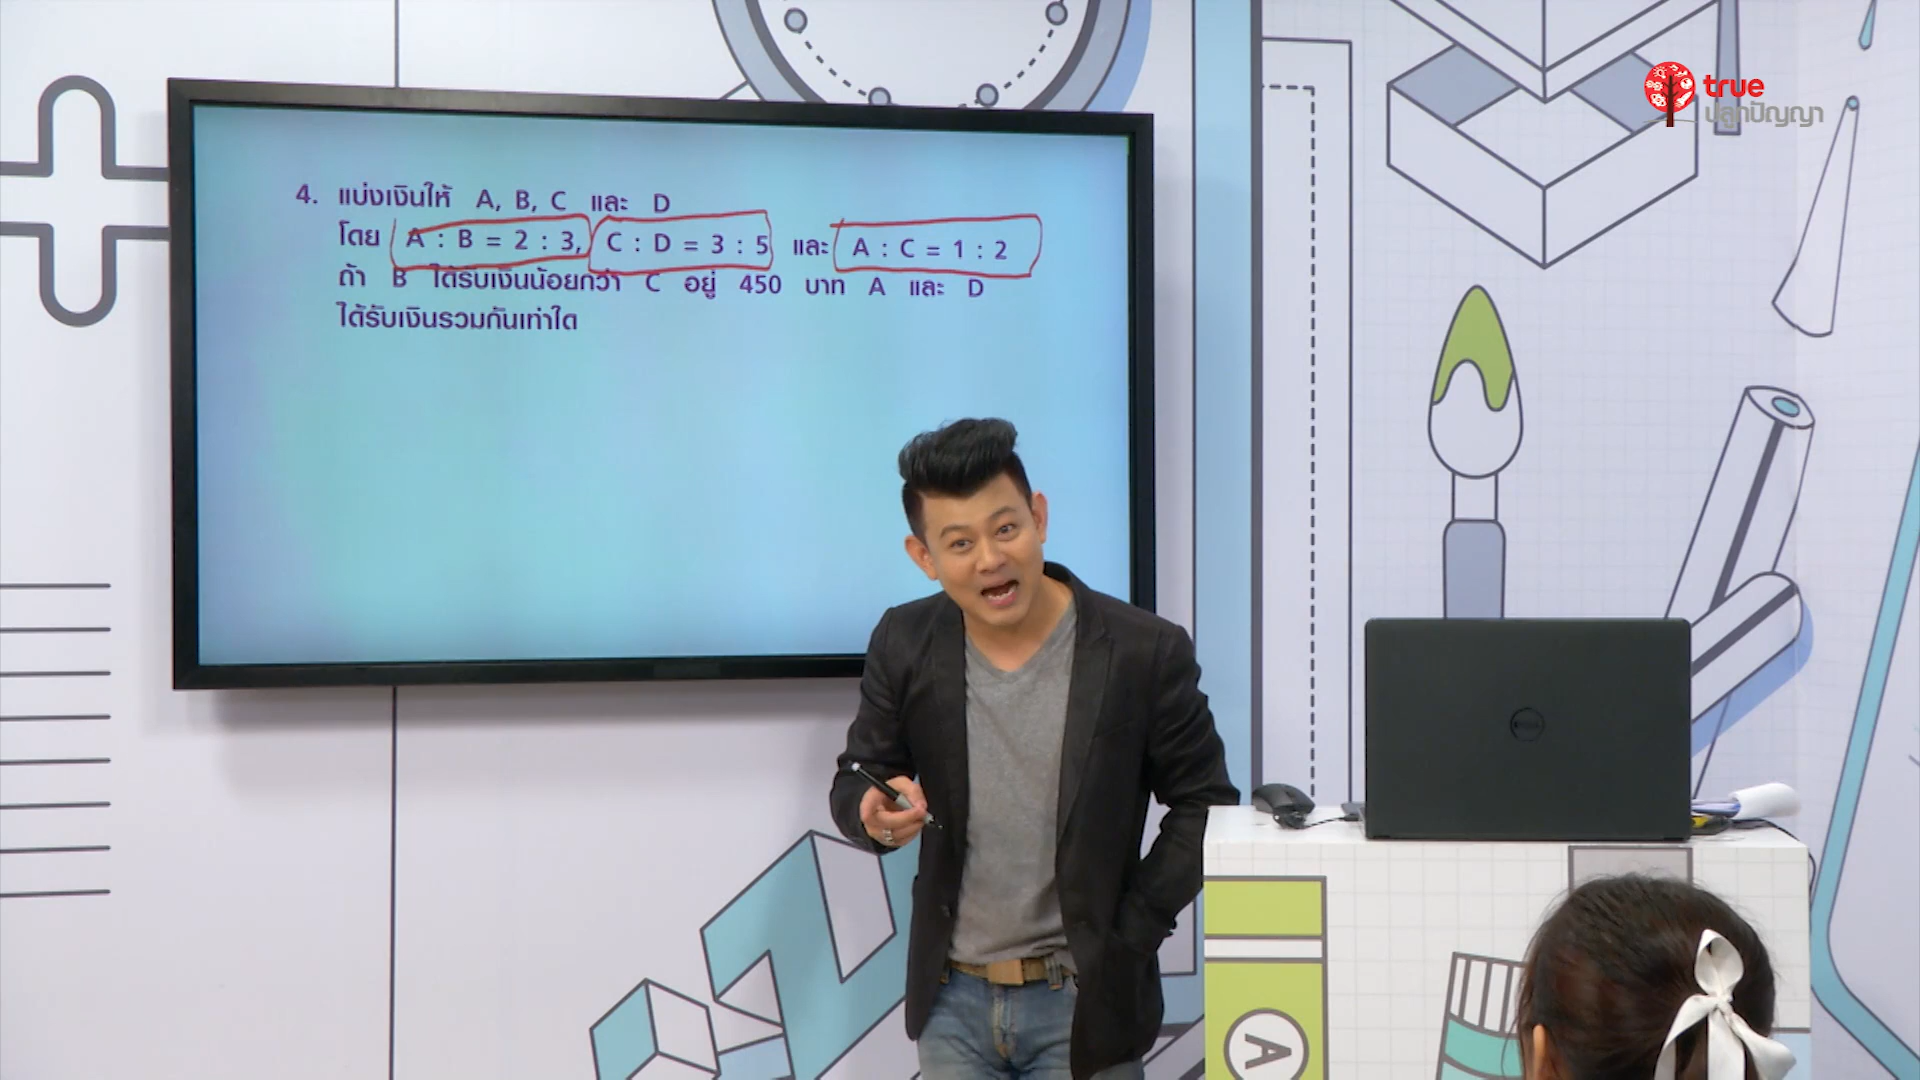 true
ปลูกปัญญา
4. แบ่งเงินให้ A, B, C และ D
โดย A : B = 2 : 3, C : D = 3 : 5 และ A : C = 1 : 2
ถ้า B ได้รับเงินน้อยกว่า C อยู่ 450 บาท A และ D
ได้รับเงินรวมกันเท่าใด
DELL
A